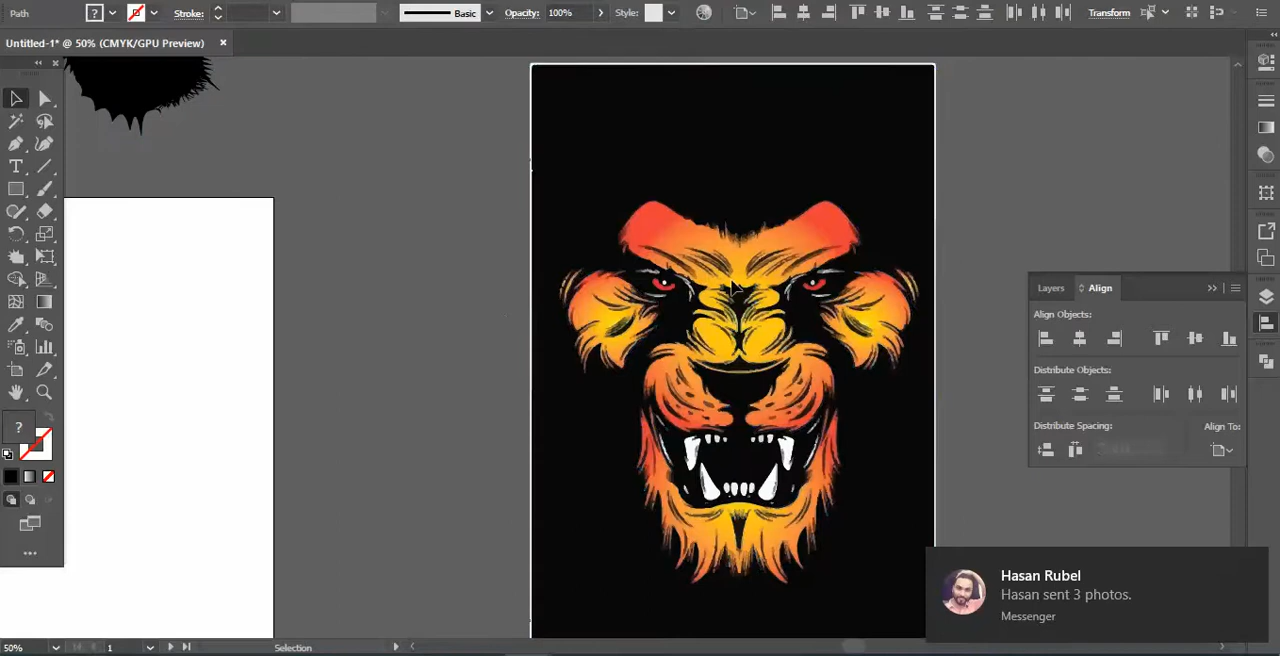 Path
?
Stroke:
Basic
Opacity:
100%
Style:
Transform
Untitled-1* @ 50% (CMYK/GPU Preview)
Layers
Align
Align Objects:
Distribute Objects:
Distribute Spacing:
Align To:
?
Hasan Rubel
Hasan sent 3 photos.
Messenger
50%
1
Selection